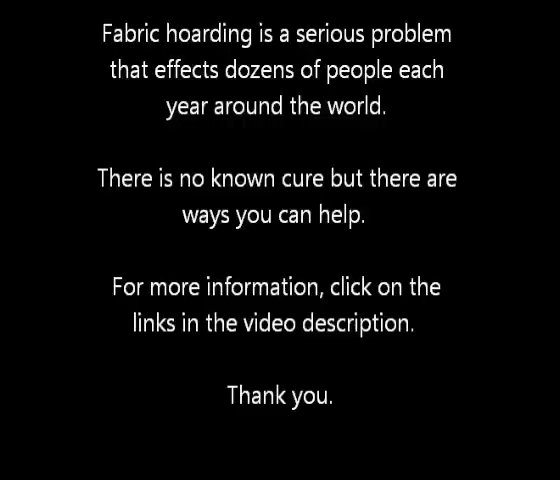 Fabric hoarding is a serious problem
that effects dozens of people each
year around the world.
There is no known cure but there are
ways you can help.
For more information, click on the
links in the video description.
Thank you.